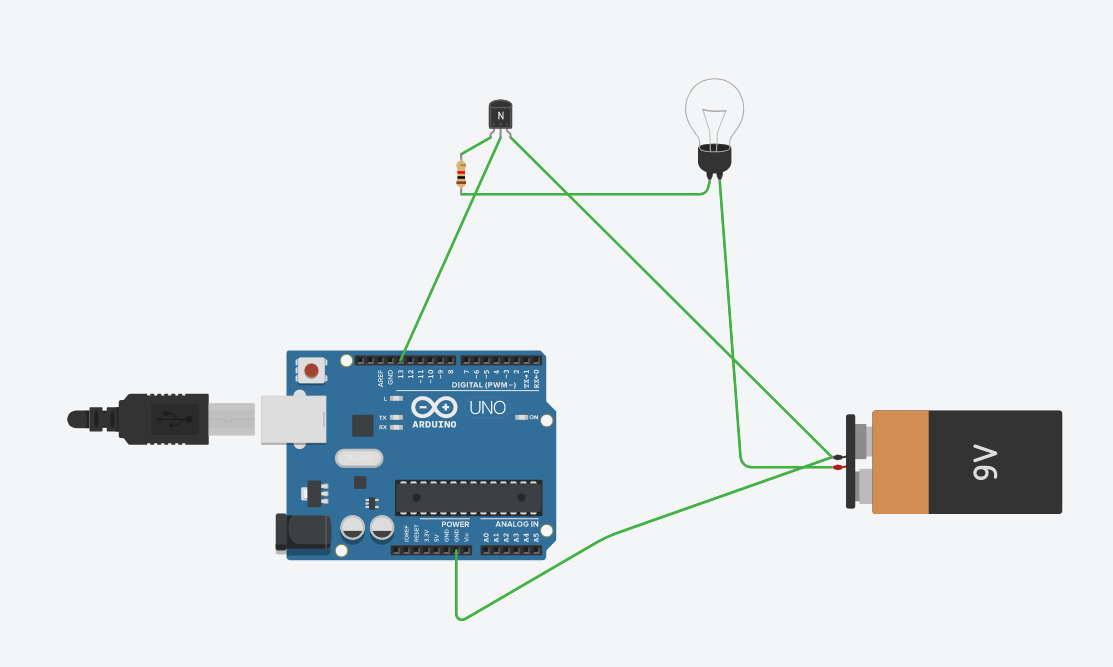 N
AREF
GND
13
12
~11
~10
~9
8
7
~6
~5
4
~3
2
TX→1
RX←0
DIGITAL (PWM~)
L
TX
RX
UNO
ARDUINO
ON
POWER
ANALOG IN
IOREF
RESET
3.3V
5V
GND
GND
Vin
A0
A1
A2
A3
A4
A5
9V